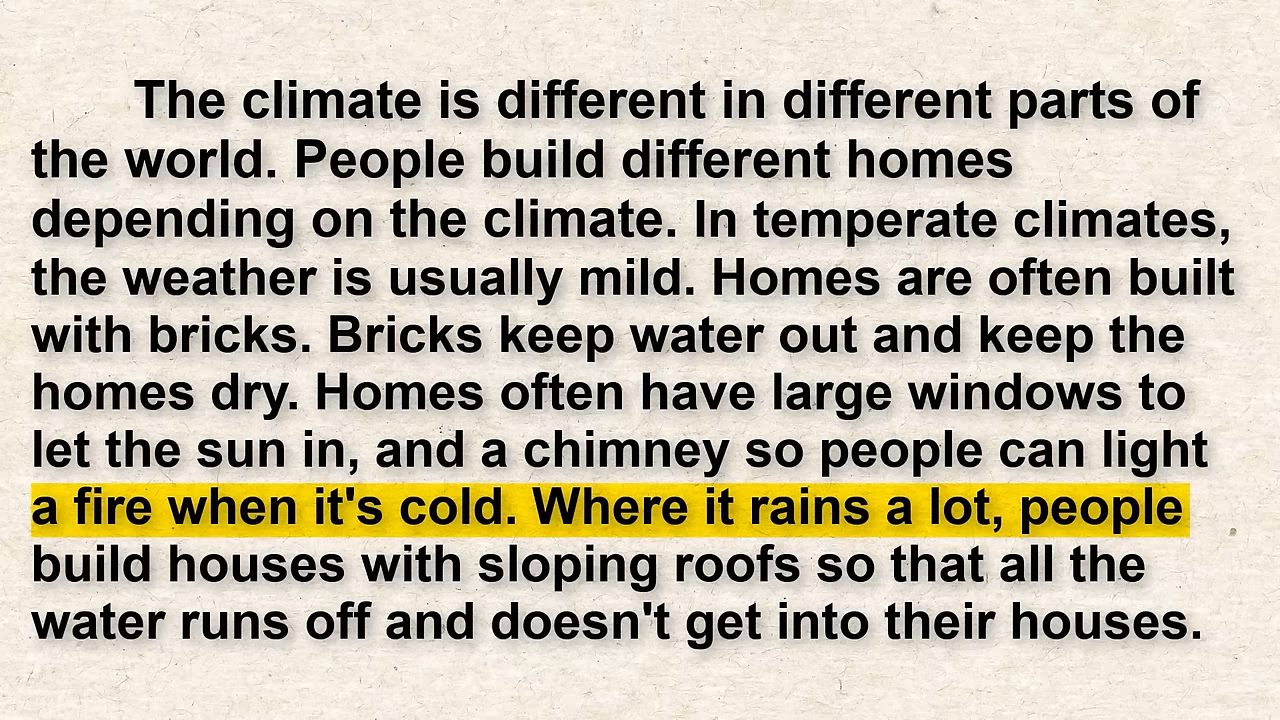 The climate is different in different parts of
the world. People build different homes
depending on the climate. In temperate climates,
the weather is usually mild. Homes are often built
with bricks. Bricks keep water out and keep the
homes dry. Homes often have large windows to
let the sun in, and a chimney so people can light
a fire when it's cold. Where it rains a lot, people
build houses with sloping roofs so that all the
water runs off and doesn't get into their houses.